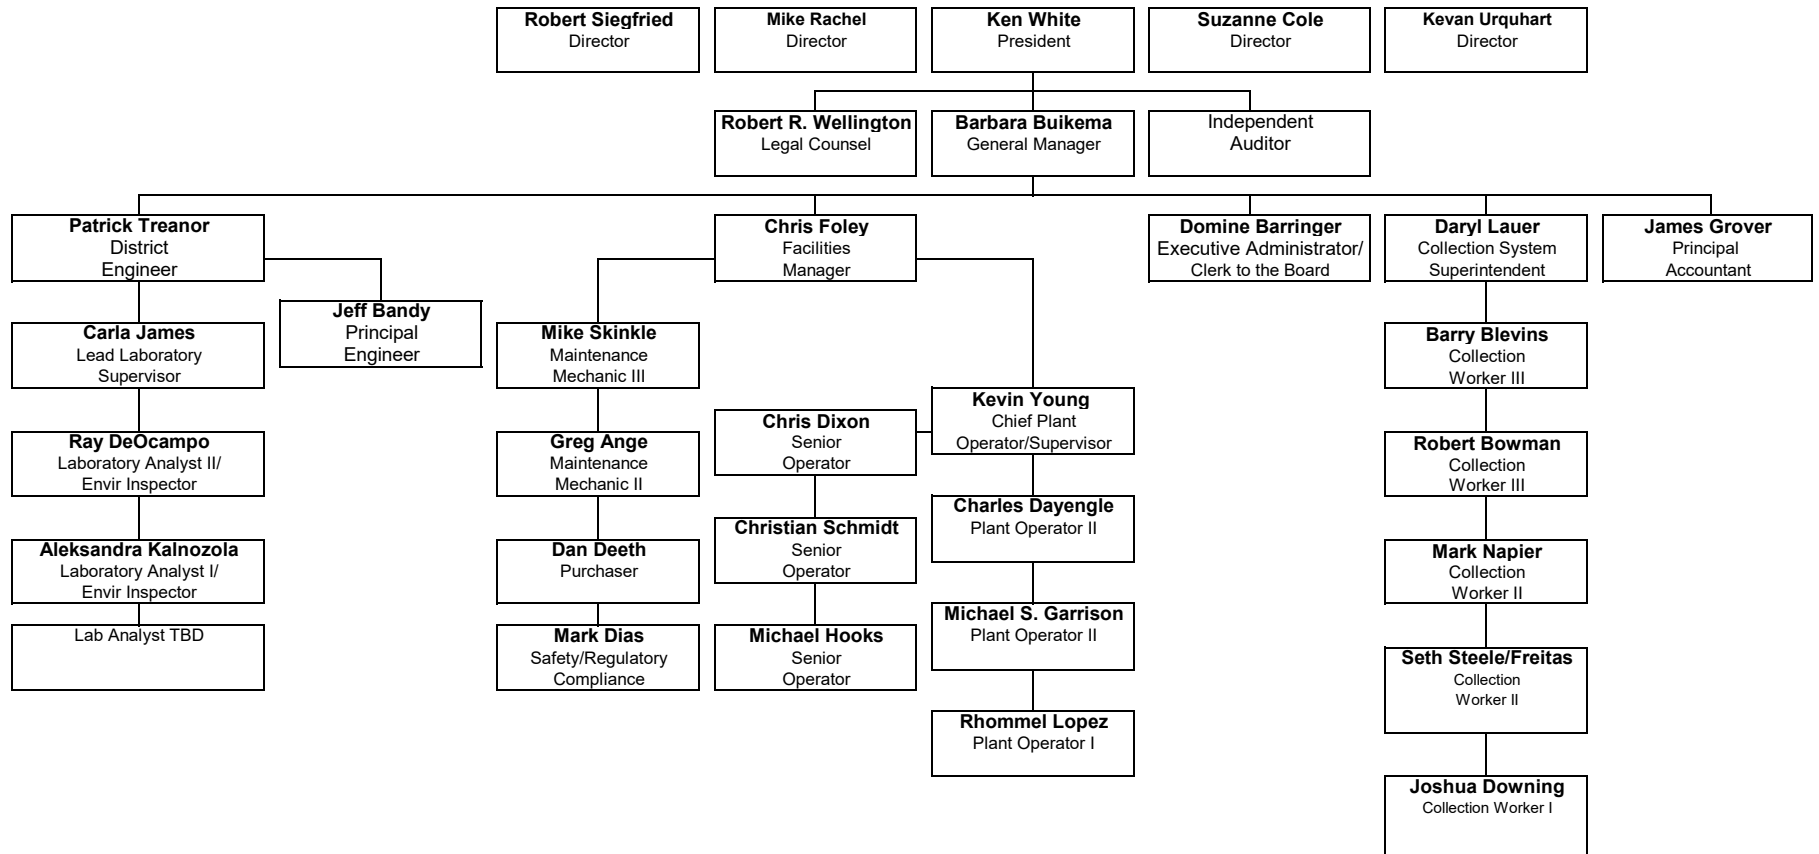 Robert Siegfried
Director
Mike Rachel
Director
Ken White
President
Suzanne Cole
Director
Kevan Urquhart
Director
Robert R. Wellington
Legal Counsel
Barbara Buikema
General Manager
Independent
Auditor
Patrick Treanor
District
Engineer
Chris Foley
Facilities
Manager
Domine Barringer
Executive Administrator/
Clerk to the Board
Daryl Lauer
Collection System
Superintendent
James Grover
Principal
Accountant
Jeff Bandy
Principal
Engineer
Carla James
Lead Laboratory
Supervisor
Ray DeOcampo
Laboratory Analyst II/
Envir Inspector
Aleksandra Kalnozola
Laboratory Analyst I/
Envir Inspector
Lab Analyst TBD
Mike Skinkle
Maintenance
Mechanic III
Greg Ange
Maintenance
Mechanic II
Dan Deeth
Purchaser
Mark Dias
Safety/Regulatory
Compliance
Chris Dixon
Senior
Operator
Christian Schmidt
Senior
Operator
Michael Hooks
Senior
Operator
Kevin Young
Chief Plant
Operator/Supervisor
Charles Dayengle
Plant Operator II
Michael S. Garrison
Plant Operator II
Rhommel Lopez
Plant Operator I
Barry Blevins
Collection
Worker III
Robert Bowman
Collection
Worker III
Mark Napier
Collection
Worker II
Seth Steele/Freitas
Collection
Worker II
Joshua Downing
Collection Worker I